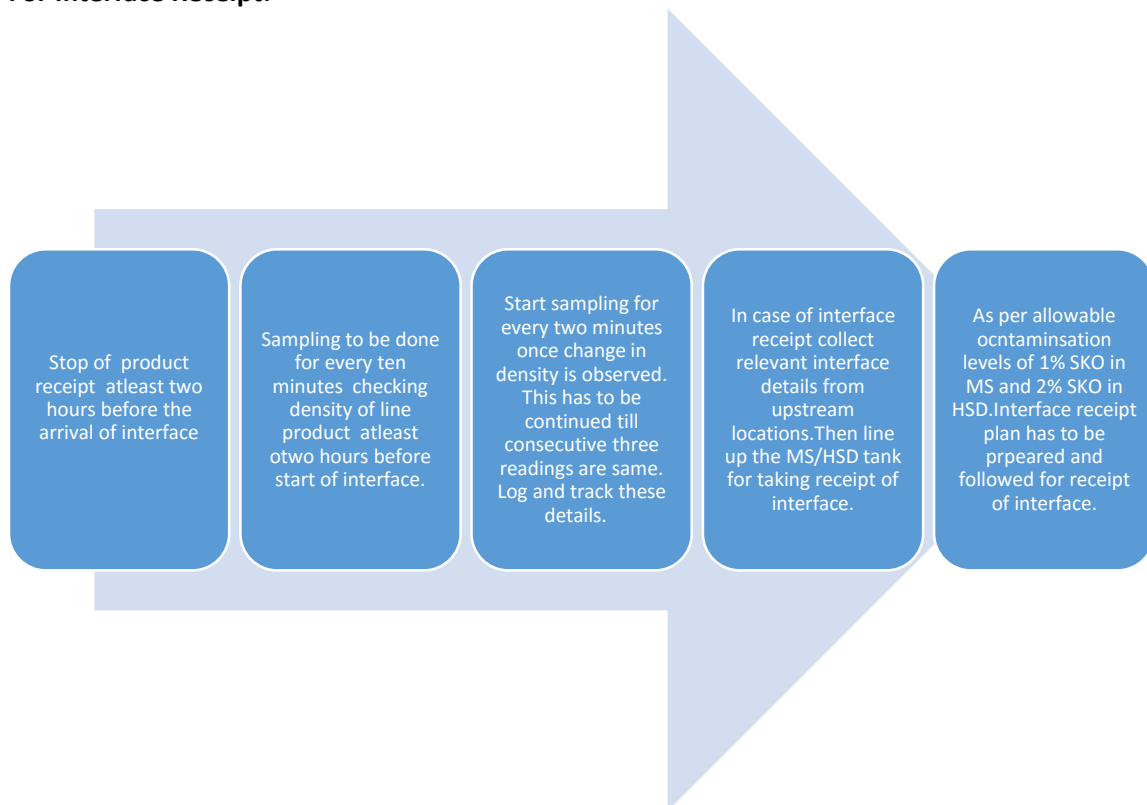 For Interface Receipt:
Stop of product
receipt atleast two
hours before the
arrival of interface
Sampling to be done
for every ten
minutes checking
density of line
product atleast
otwo hours before
start of interface.
Start sampling for
every two minutes
once change in
density is observed.
This has to be
continued till
consecutive three
readings are same.
Log and track these
details.
In case of interface
receipt collect
relevant interface
details from
upstream
locations.Then line
up the MS/HSD tank
for taking receipt of
interface.
As per allowable
ocntaminsation
levels of 1% SKO in
MS and 2% SKO in
HSD.Interface receipt
plan has to be
prpeared and
followed for receipt
of interface.